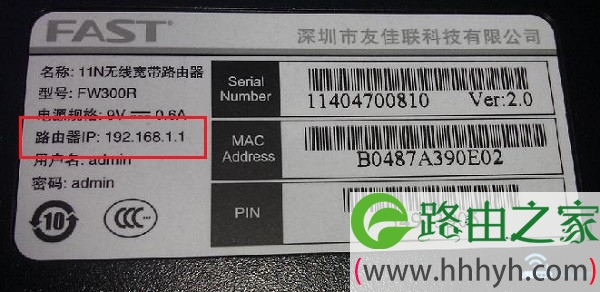 FAST® 深圳市友佳联科技有限公司
名称: 11N无线宽带路由器
型号: FW300R
电源规格: 9V 0.6A
路由器IP: 192.168.1.1
用户名: admin
密码: admin
10
CCC
Serial Number
11404700810 Ver:2.0
MAC Address
B0487A390E02
PIN
路由之家
(www.hhhyh.com)